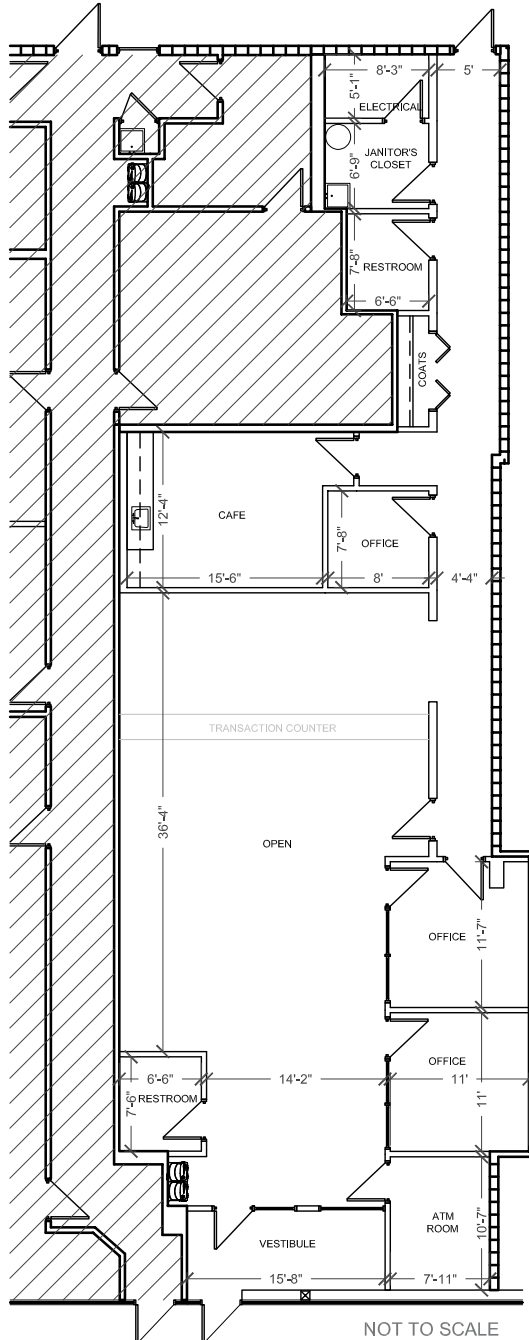 8'-3"
5'
5'-1"
ELECTRICAL
6'-9"
JANITOR'S
CLOSET
7'-8"
RESTROOM
6'-6"
COATS
CAFE
12'-4"
OFFICE
7'-8"
15'-6"
8'
4'-4"
TRANSACTION COUNTER
36'-4"
OPEN
OFFICE
11'-7"
OFFICE
6'-6"
14'-2"
11'
RESTROOM
7'-6"
11'
ATM
ROOM
10'-7"
VESTIBULE
15'-8"
7'-11"
NOT TO SCALE